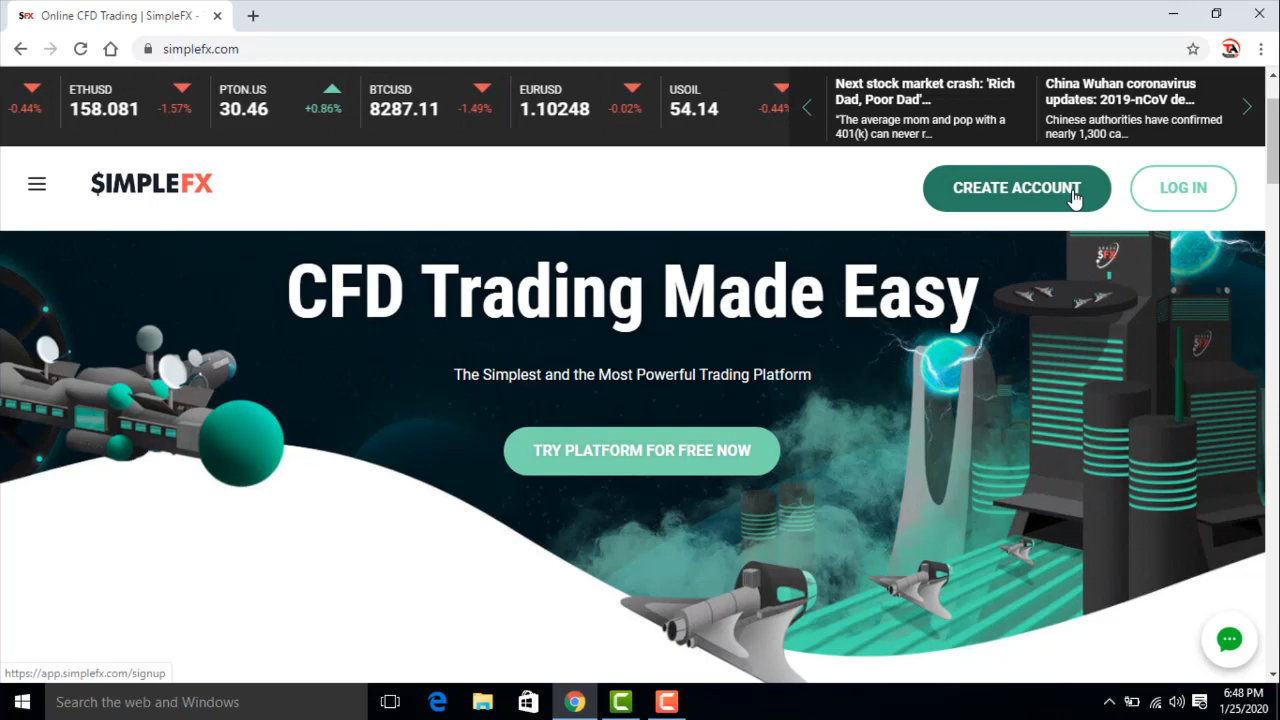 SFX Online CFD Trading | SimpleFX -
simplefx.com
TA
-0.44%
ETHUSD
158.081 -1.57%
PTON.US
30.46 +0.86%
BTCUSD
8287.11 -1.49%
EURUSD
1.10248 -0.02%
USOIL
54.14 -0.44%
Next stock market crash: 'Rich
Dad, Poor Dad'...
"The average mom and pop with a
401(k) can never r...
China Wuhan coronavirus
updates: 2019-nCoV de...
Chinese authorities have confirmed
nearly 1,300 ca...
$IMPLEFX
CREATE ACCOUNT
LOG IN
SFX
CFD Trading Made Easy
The Simplest and the Most Powerful Trading Platform
TRY PLATFORM FOR FREE NOW
https://app.simplefx.com/signup
Search the web and Windows
6:48 PM
1/25/2020